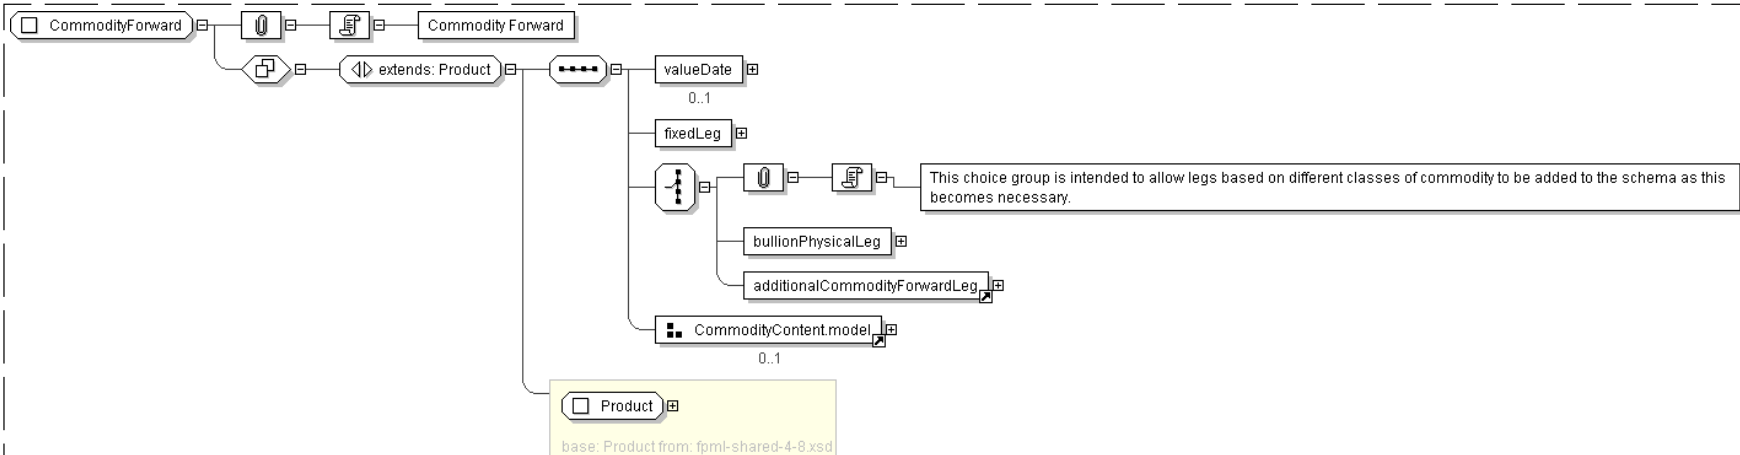 CommodityForward
Commodity Forward
extends: Product
valueDate
0..1
fixedLeg
This choice group is intended to allow legs based on different classes of commodity to be added to the schema as this
becomes necessary.
bullionPhysicalLeg
additionalCommodityForwardLeg
CommodityContent.model
0..1
Product
base: Product from: fpml-shared-4-8.xsd